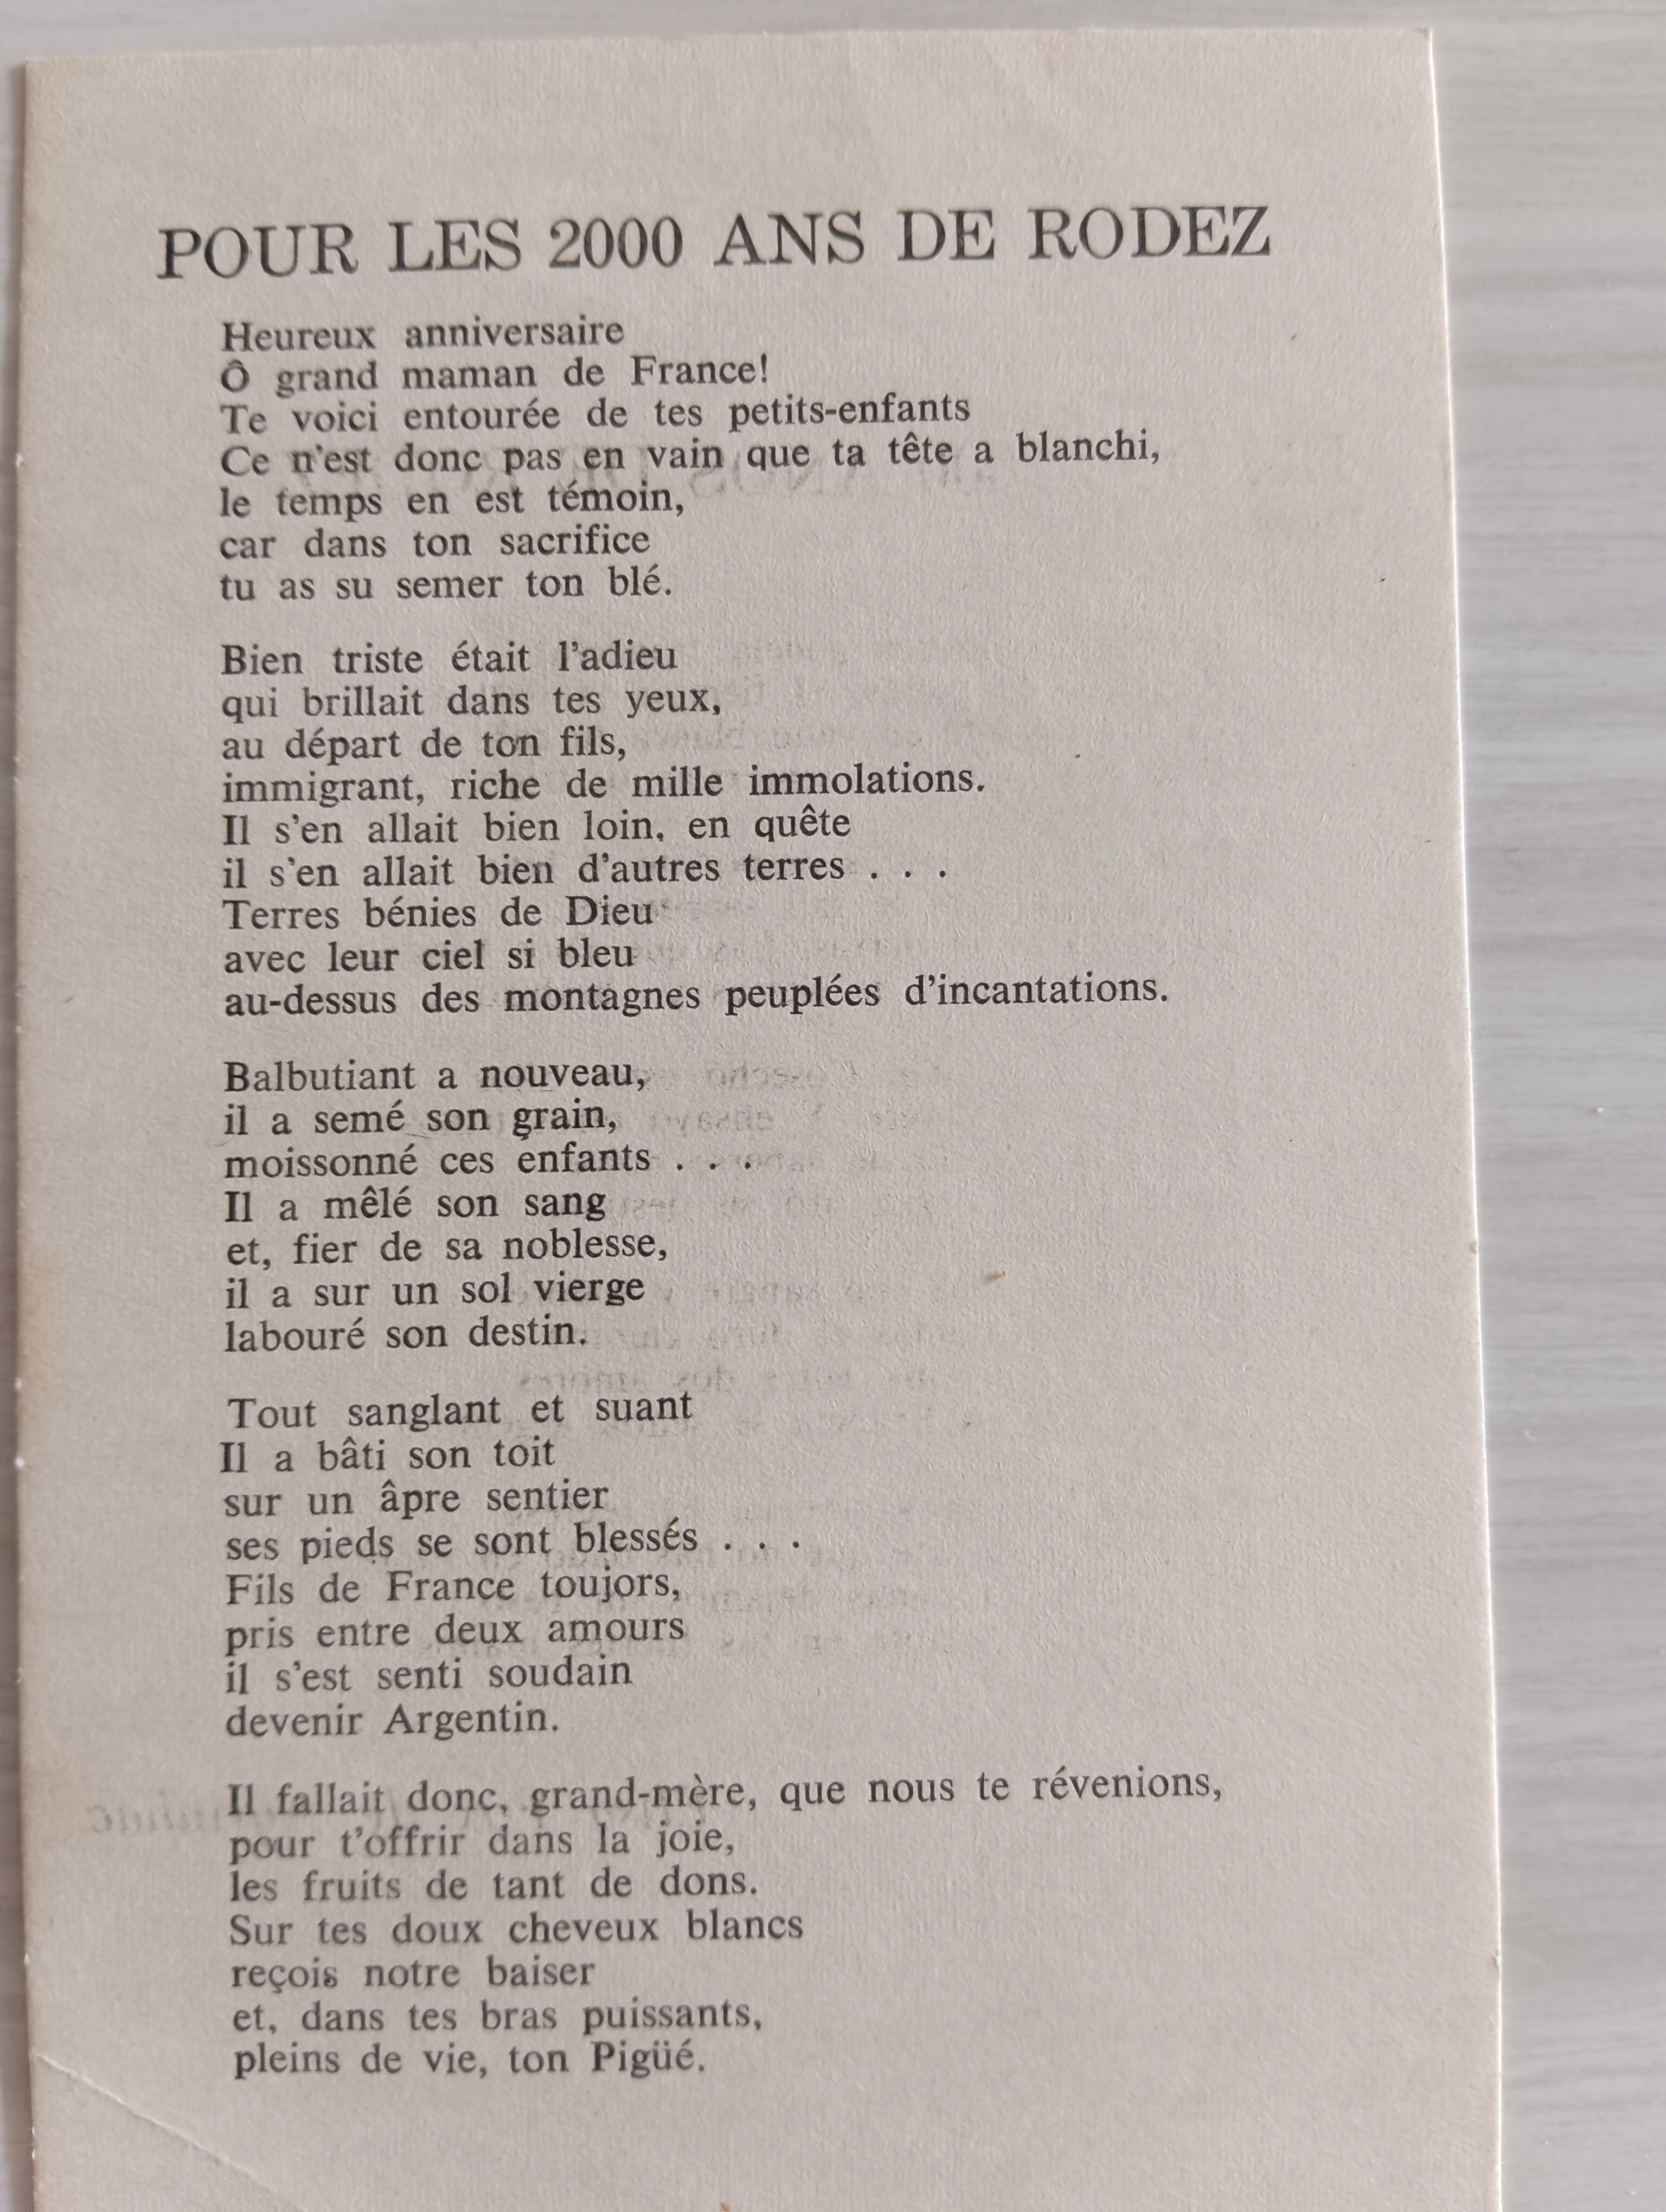 POUR LES 2000 ANS DE RODEZ
Heureux anniversaire
Ô grand maman de France!
Te voici entourée de tes petits-enfants
Ce n'est donc pas en vain que ta tête a blanchi,
le temps en est témoin,
car dans ton sacrifice
tu as su semer ton blé.
Bien triste était l'adieu
qui brillait dans tes yeux,
au départ de ton fils,
immigrant, riche de mille immolations.
Il s'en allait bien loin, en quête
il s'en allait bien d'autres terres . . .
Terres bénies de Dieu
avec leur ciel si bleu
au-dessus des montagnes peuplées d'incantations.
Balbutiant a nouveau,
il a semé son grain,
moissonné ces enfants . . .
Il a mêlé son sang
et, fier de sa noblesse,
il a sur un sol vierge
labouré son destin.
Tout sanglant et suant
Il a bâti son toit
sur un âpre sentier
ses pieds se sont blessés . . .
Fils de France toujors,
pris entre deux amours
il s'est senti soudain
devenir Argentin.
Il fallait donc, grand-mère, que nous te révenions,
pour t'offrir dans la joie,
les fruits de tant de dons.
Sur tes doux cheveux blancs
reçois notre baiser
et, dans tes bras puissants,
pleins de vie, ton Pigüé.